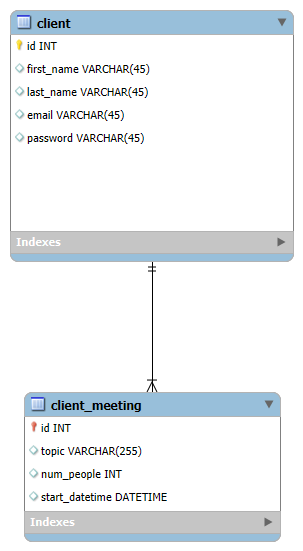 client
id INT
first_name VARCHAR(45)
last_name VARCHAR(45)
email VARCHAR(45)
password VARCHAR(45)
Indexes
client_meeting
id INT
topic VARCHAR(255)
num_people INT
start_datetime DATETIME
Indexes